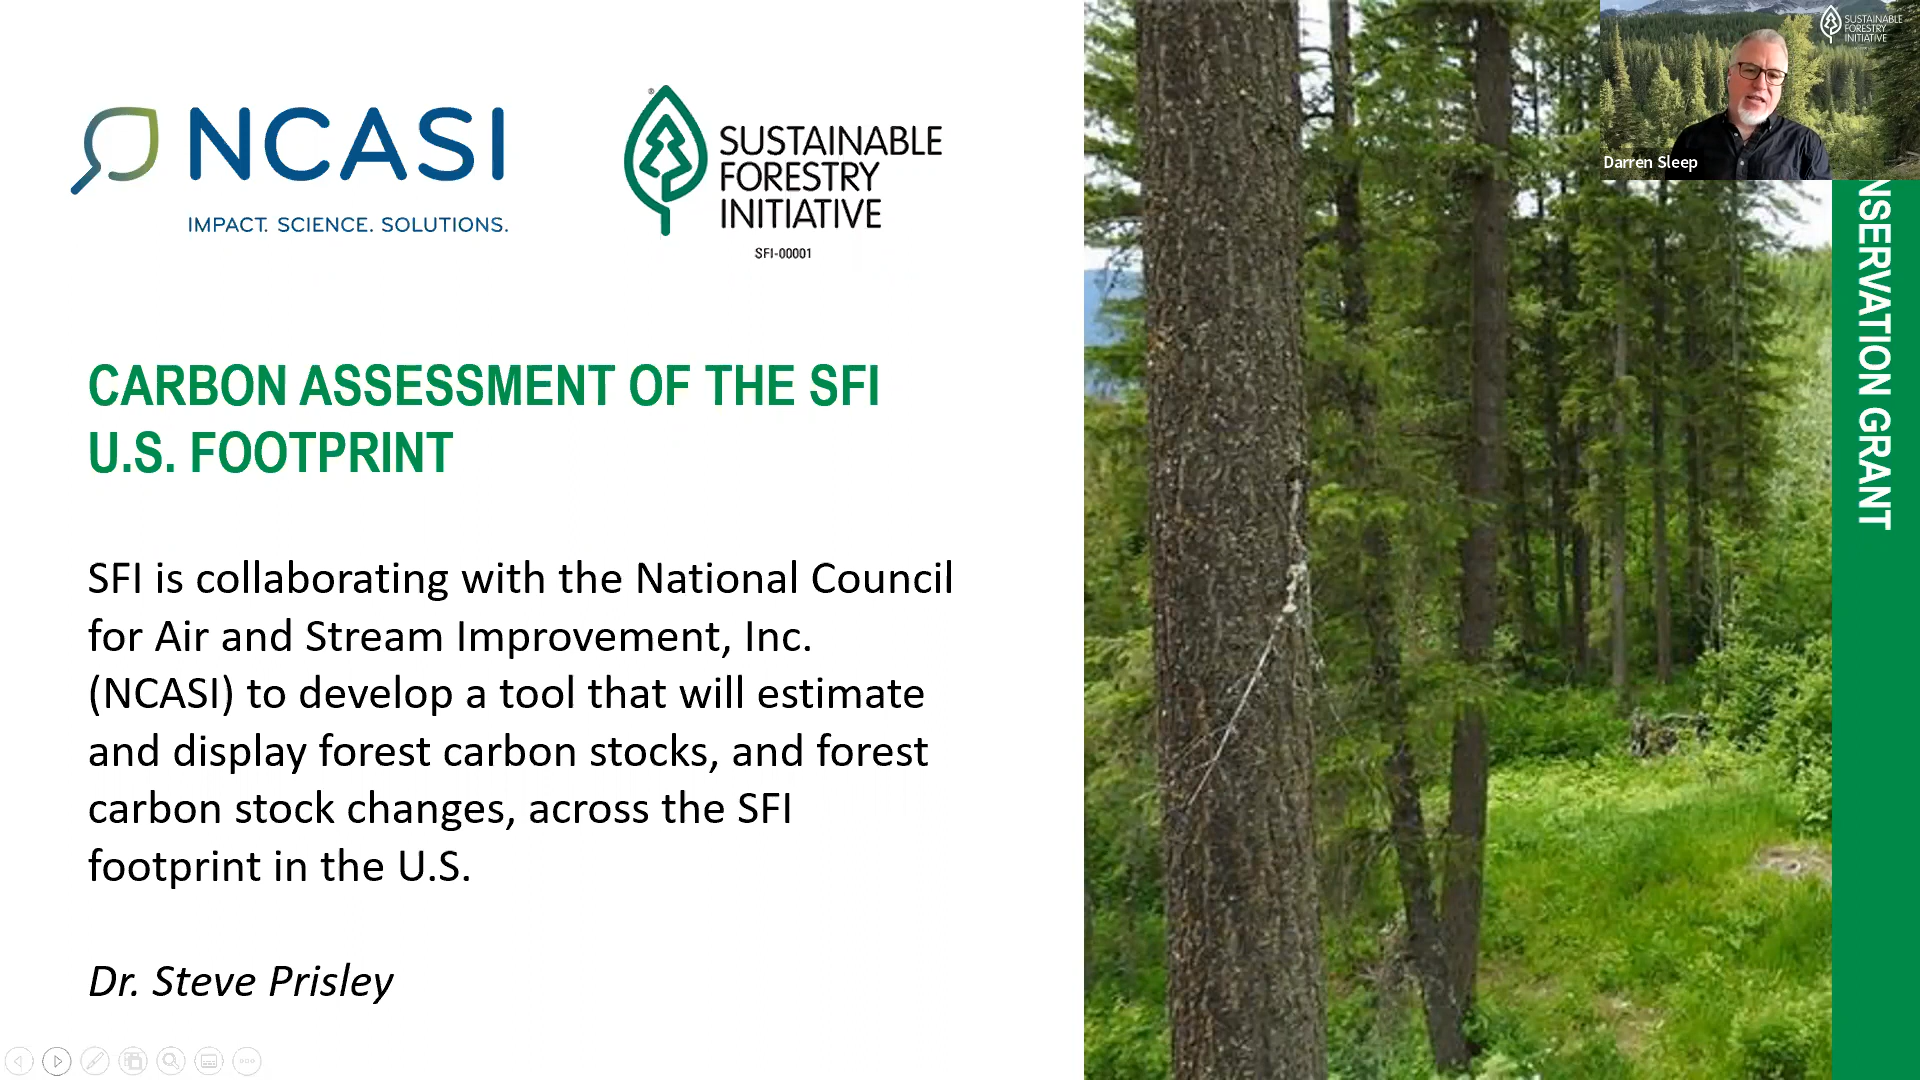 NCASI
IMPACT. SCIENCE. SOLUTIONS.
®
SUSTAINABLE
FORESTRY
INITIATIVE
SFI-00001
CARBON ASSESSMENT OF THE SFI
U.S. FOOTPRINT
SFI is collaborating with the National Council
for Air and Stream Improvement, Inc.
(NCASI) to develop a tool that will estimate
and display forest carbon stocks, and forest
carbon stock changes, across the SFI
footprint in the U.S.
Dr. Steve Prisley
SUSTAINABLE
FORESTRY
INITIATIVE
Darren Sleep
NSERVATION GRANT